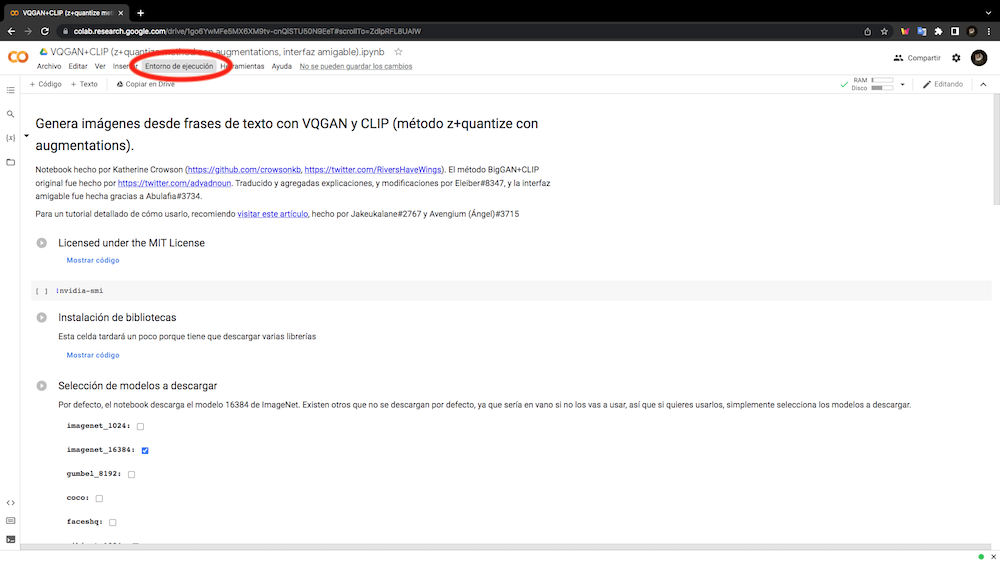 VQGAN+CLIP (z+quantize me
colab.research.google.com/drive/1go6YwMFe5MX6XM9tv-cnQiSTU50N9EeT#scrollTo=ZdlpRFL8UAlW
CO
VQGAN+CLIP (z+quantize method con augmentations, interfaz amigable).ipynb
Archivo Editar Ver Insertar Entorno de ejecución Herramientas Ayuda No se pueden guardar los cambios
Compartir
+ Código + Texto Copiar en Drive
RAM
Disco
Editando
Genera imágenes desde frases de texto con VQGAN y CLIP (método z+quantize con
augmentations).
Notebook hecho por Katherine Crowson (https://github.com/crowsonkb, https://twitter.com/RiversHaveWings). El método BigGAN+CLIP
original fue hecho por https://twitter.com/advadnoun. Traducido y agregadas explicaciones, y modificaciones por Eleiber#8347, y la interfaz
amigable fue hecha gracias a Abulafia#3734.
Para un tutorial detallado de cómo usarlo, recomiendo visitar este artículo, hecho por Jakeukalane#2767 y Avengium (Ángel)#3715
Licensed under the MIT License
Mostrar código
[ ] !nvidia-smi
Instalación de bibliotecas
Esta celda tardará un poco porque tiene que descargar varias librerías
Mostrar código
Selección de modelos a descargar
Por defecto, el notebook descarga el modelo 16384 de ImageNet. Existen otros que no se descargan por defecto, ya que sería en vano si no los vas a usar, así que si quieres usarlos, simplemente selecciona los modelos a descargar.
imagenet_1024:
imagenet_16384:
gumbel_8192:
coco:
faceshq: